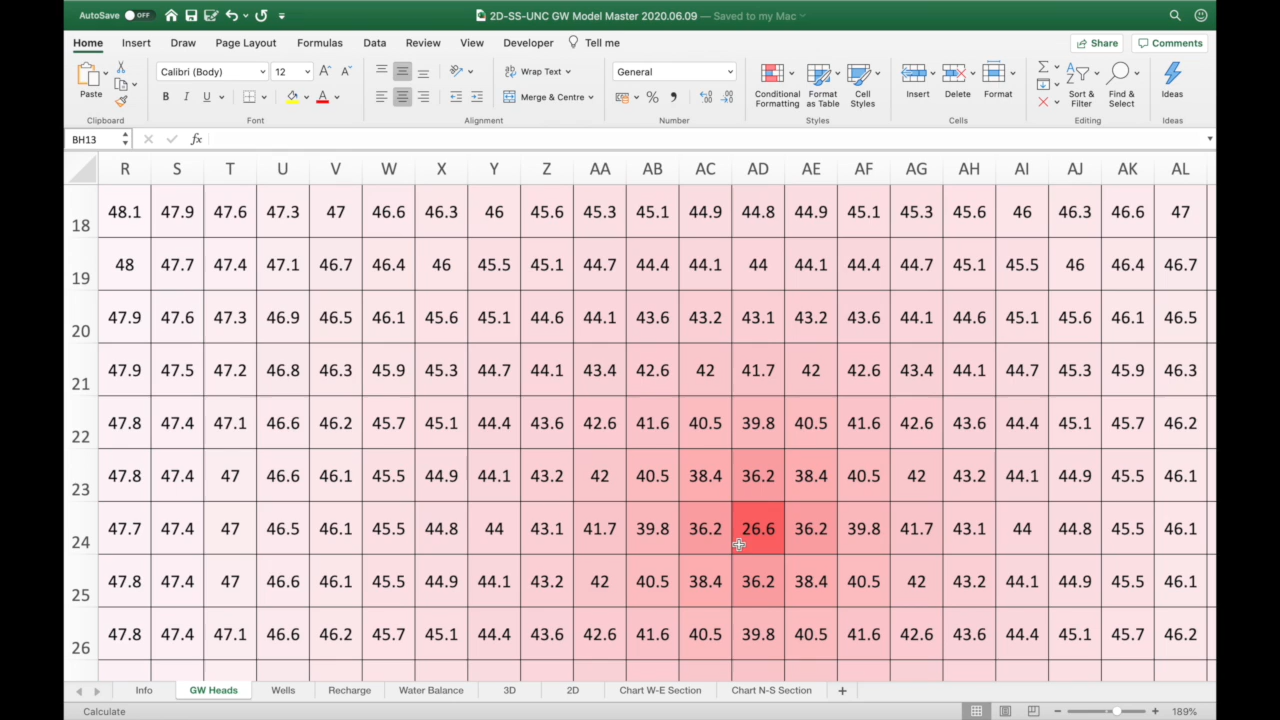 AutoSave OFF 2D-SS-UNC GW Model Master 2020.06.09 — Saved to my Mac
Home Insert Draw Page Layout Formulas Data Review View Developer Tell me Share Comments
Paste Calibri (Body) 12 A A Wrap Text General Conditional Formatting Format as Table Cell Styles Insert Delete Format Sort & Filter Find & Select Ideas
B I U A Merge & Centre % 
Clipboard Font Alignment Number Styles Cells Editing Ideas
BH13 fx
R S T U V W X Y Z AA AB AC AD AE AF AG AH AI AJ AK AL
18 48.1 47.9 47.6 47.3 47 46.6 46.3 46 45.6 45.3 45.1 44.9 44.8 44.9 45.1 45.3 45.6 46 46.3 46.6 47
19 48 47.7 47.4 47.1 46.7 46.4 46 45.5 45.1 44.7 44.4 44.1 44 44.1 44.4 44.7 45.1 45.5 46 46.4 46.7
20 47.9 47.6 47.3 46.9 46.5 46.1 45.6 45.1 44.6 44.1 43.6 43.2 43.1 43.2 43.6 44.1 44.6 45.1 45.6 46.1 46.5
21 47.9 47.5 47.2 46.8 46.3 45.9 45.3 44.7 44.1 43.4 42.6 42 41.7 42 42.6 43.4 44.1 44.7 45.3 45.9 46.3
22 47.8 47.4 47.1 46.6 46.2 45.7 45.1 44.4 43.6 42.6 41.6 40.5 39.8 40.5 41.6 42.6 43.6 44.4 45.1 45.7 46.2
23 47.8 47.4 47 46.6 46.1 45.5 44.9 44.1 43.2 42 40.5 38.4 36.2 38.4 40.5 42 43.2 44.1 44.9 45.5 46.1
24 47.7 47.4 47 46.5 46.1 45.5 44.8 44 43.1 41.7 39.8 36.2 26.6 36.2 39.8 41.7 43.1 44 44.8 45.5 46.1
25 47.8 47.4 47 46.6 46.1 45.5 44.9 44.1 43.2 42 40.5 38.4 36.2 38.4 40.5 42 43.2 44.1 44.9 45.5 46.1
26 47.8 47.4 47.1 46.6 46.2 45.7 45.1 44.4 43.6 42.6 41.6 40.5 39.8 40.5 41.6 42.6 43.6 44.4 45.1 45.7 46.2
Info GW Heads Wells Recharge Water Balance 3D 2D Chart W-E Section Chart N-S Section
Calculate 189%